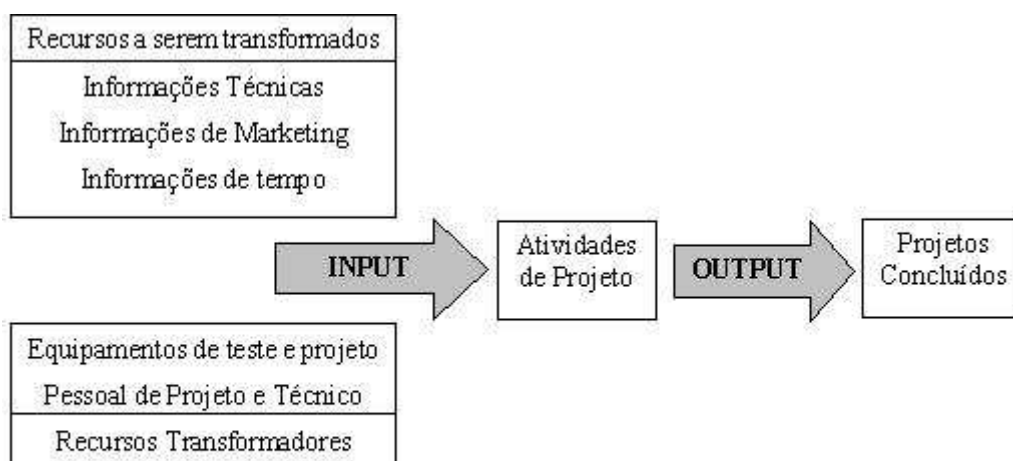 Recursos a serem transformados
Informações Técnicas
Informações de Marketing
Informações de tempo
INPUT
Atividades
de Projeto
OUTPUT
Projetos
Concluídos
Equipamentos de teste e projeto
Pessoal de Projeto e Técnico
Recursos Transformadores